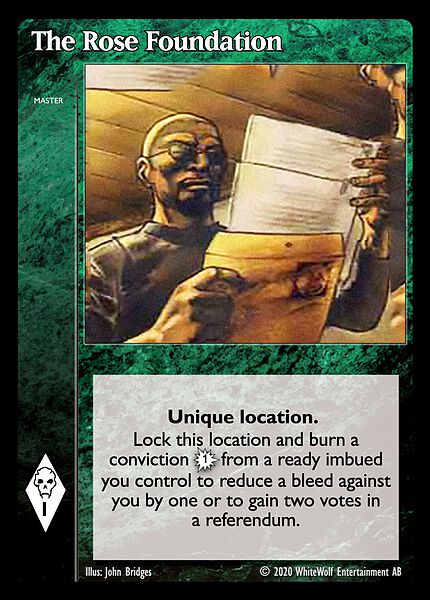 The Rose Foundation
MASTER
Unique location.
Lock this location and burn a
conviction 1 from a ready imbued
you control to reduce a bleed against
you by one or to gain two votes in
a referendum.
1
Illus: John Bridges © 2020 WhiteWolf Entertainment AB